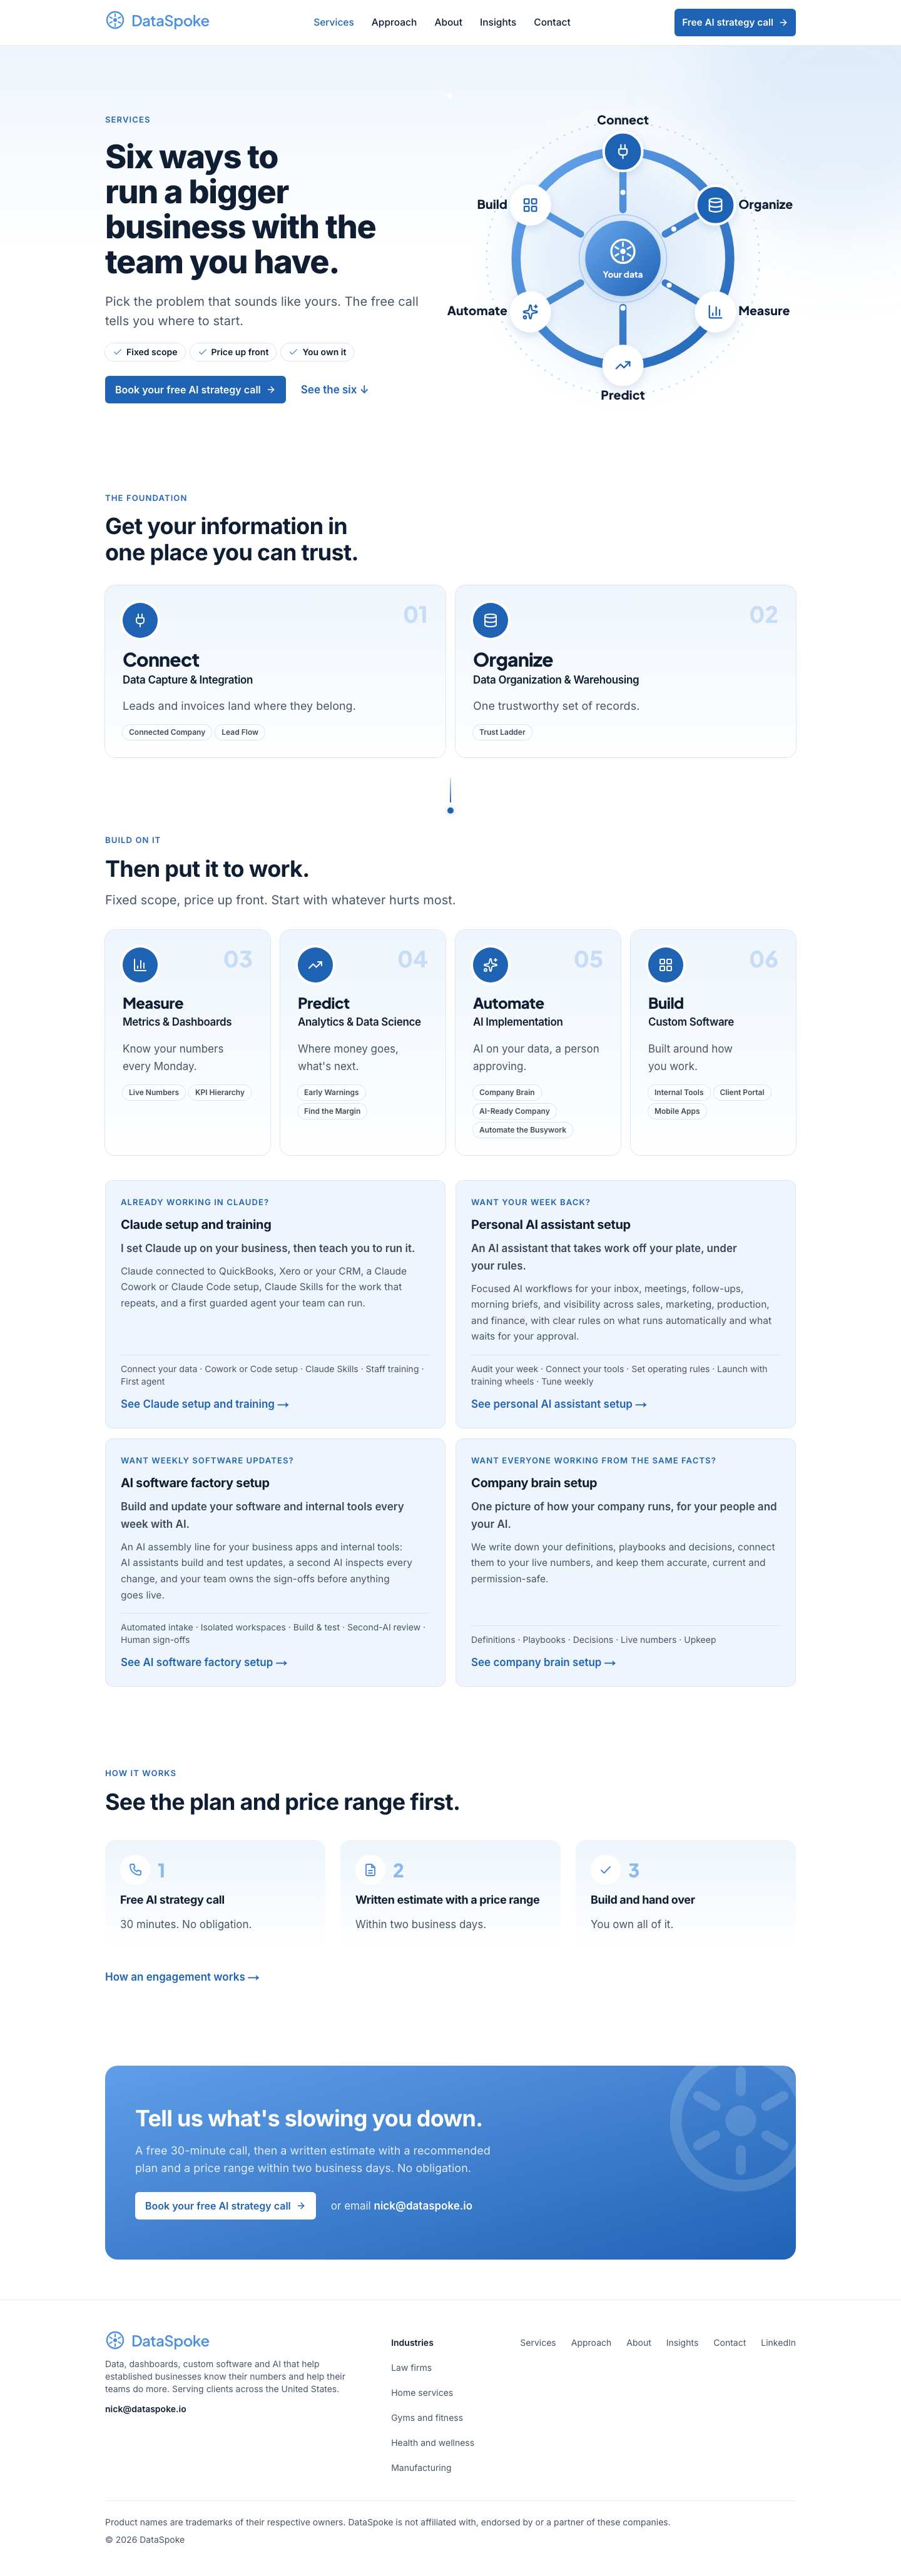 DataSpoke
Services
Approach
About
Insights
Contact
Free AI strategy call
SERVICES
Six ways to
run a bigger
business with the
team you have.
Pick the problem that sounds like yours. The free call
tells you where to start.
Fixed scope
Price up front
You own it
Book your free AI strategy call →
See the six ↓
Connect
Build
Organize
Your data
Automate
Measure
Predict
THE FOUNDATION
Get your information in
one place you can trust.
01
Connect
Data Capture & Integration
Leads and invoices land where they belong.
Connected Company
Lead Flow
02
Organize
Data Organization & Warehousing
One trustworthy set of records.
Trust Ladder
BUILD ON IT
Then put it to work.
Fixed scope, price up front. Start with whatever hurts most.
03
Measure
Metrics & Dashboards
Know your numbers
every Monday.
Live Numbers
KPI Hierarchy
04
Predict
Analytics & Data Science
Where money goes,
what's next.
Early Warnings
Find the Margin
05
Automate
AI Implementation
AI on your data, a person
approving.
Company Brain
AI-Ready Company
Automate the Busywork
06
Build
Custom Software
Built around how
you work.
Internal Tools
Client Portal
Mobile Apps
ALREADY WORKING IN CLAUDE?
Claude setup and training
I set Claude up on your business, then teach you to run it.
Claude connected to QuickBooks, Xero or your CRM, a Claude
Cowork or Claude Code setup, Claude Skills for the work that
repeats, and a first guarded agent your team can run.
Connect your data · Cowork or Code setup · Claude Skills · Staff training ·
First agent
See Claude setup and training →
WANT YOUR WEEK BACK?
Personal AI assistant setup
An AI assistant that takes work off your plate, under
your rules.
Focused AI workflows for your inbox, meetings, follow-ups,
morning briefs, and visibility across sales, marketing, production,
and finance, with clear rules on what runs automatically and what
waits for your approval.
Audit your week · Connect your tools · Set operating rules · Launch with
training wheels · Tune weekly
See personal AI assistant setup →
WANT WEEKLY SOFTWARE UPDATES?
AI software factory setup
Build and update your software and internal tools every
week with AI.
An AI assembly line for your business apps and internal tools:
AI assistants build and test updates, a second AI inspects every
change, and your team owns the sign-offs before anything
goes live.
Automated intake · Isolated workspaces · Build & test · Second-AI review ·
Human sign-offs
See AI software factory setup →
WANT EVERYONE WORKING FROM THE SAME FACTS?
Company brain setup
One picture of how your company runs, for your people and
your AI.
We write down your definitions, playbooks and decisions, connect
them to your live numbers, and keep them accurate, current and
permission-safe.
Definitions · Playbooks · Decisions · Live numbers · Upkeep
See company brain setup →
HOW IT WORKS
See the plan and price range first.
1
Free AI strategy call
30 minutes. No obligation.
2
Written estimate with a price range
Within two business days.
3
Build and hand over
You own all of it.
How an engagement works →
Tell us what's slowing you down.
A free 30-minute call, then a written estimate with a recommended
plan and a price range within two business days. No obligation.
Book your free AI strategy call →
or email nick@dataspoke.io
DataSpoke
Data, dashboards, custom software and AI that help
established businesses know their numbers and help their
teams do more. Serving clients across the United States.
nick@dataspoke.io
Industries
Law firms
Home services
Gyms and fitness
Health and wellness
Manufacturing
Services
Approach
About
Insights
Contact
LinkedIn
Product names are trademarks of their respective owners. DataSpoke is not affiliated with, endorsed by or a partner of these companies.
© 2026 DataSpoke